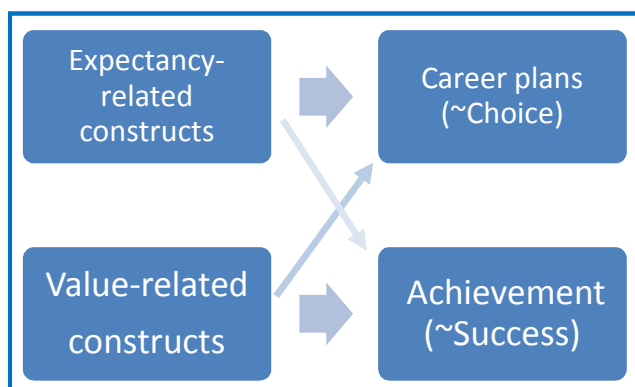 Expectancy-
related
constructs
Career plans
(~Choice)
Value-related
constructs
Achievement
(~Success)